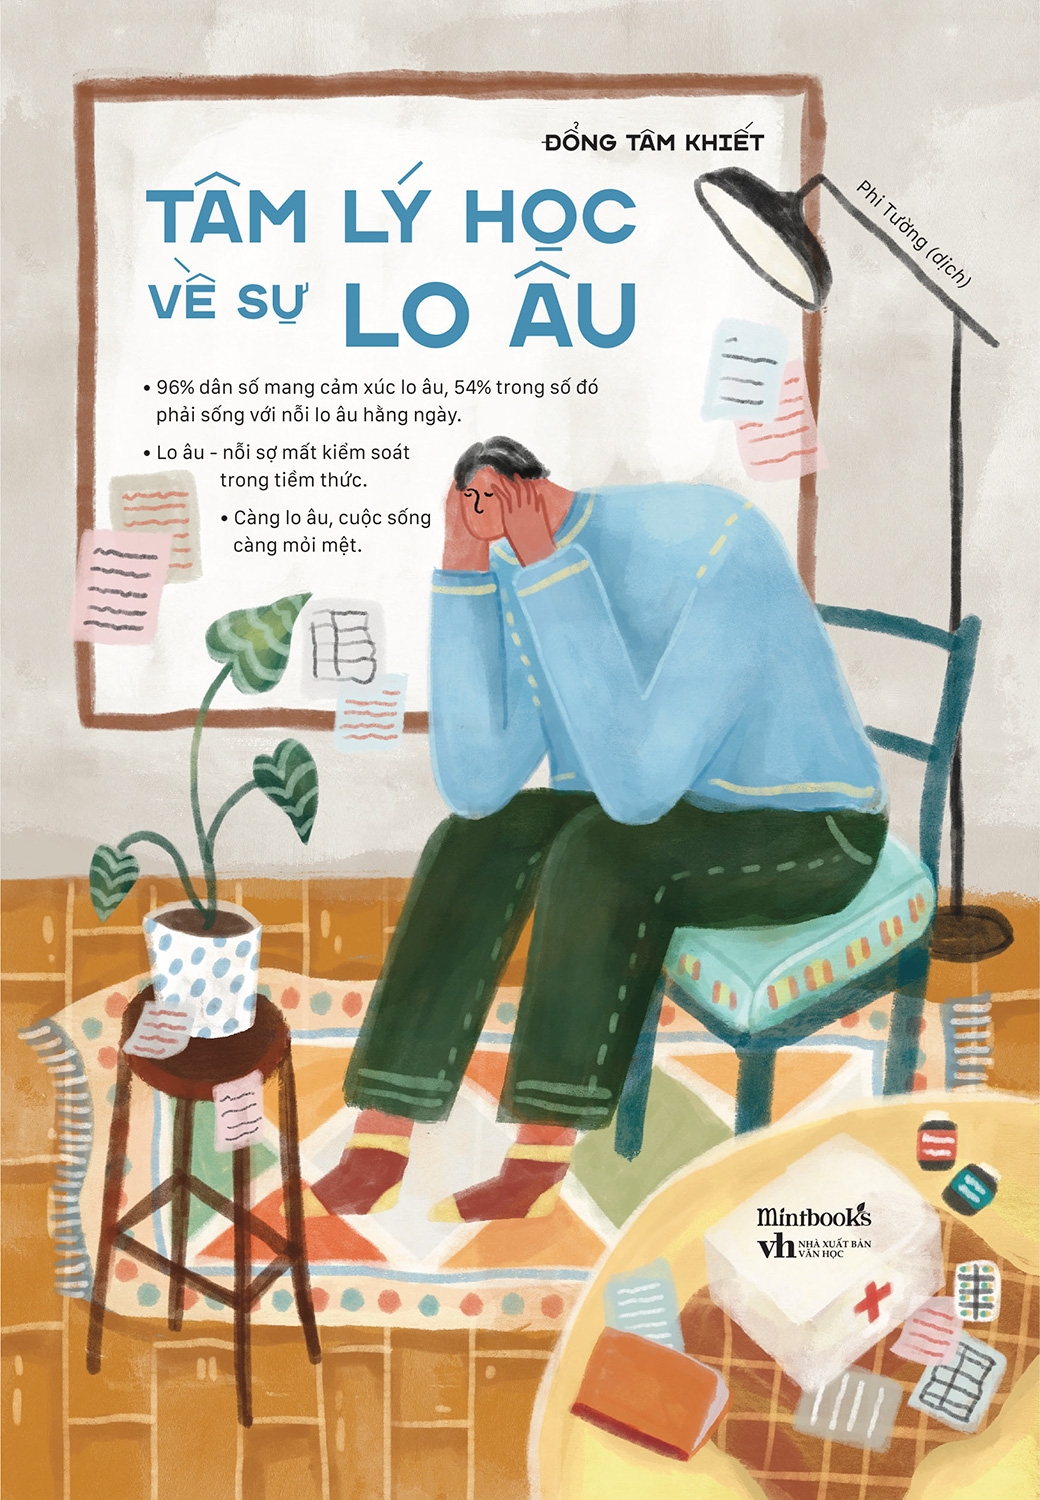 ĐỔNG TÂM KHIẾT
Phi Tường (dịch)
TÂM LÝ HỌC
VỀ SỰ LO ÂU
• 96% dân số mang cảm xúc lo âu, 54% trong số đó
phải sống với nỗi lo âu hằng ngày.
• Lo âu - nỗi sợ mất kiểm soát
trong tiềm thức.
• Càng lo âu, cuộc sống
càng mỏi mệt.
Mintbooks
vh NHÀ XUẤT BẢN
VĂN HỌC